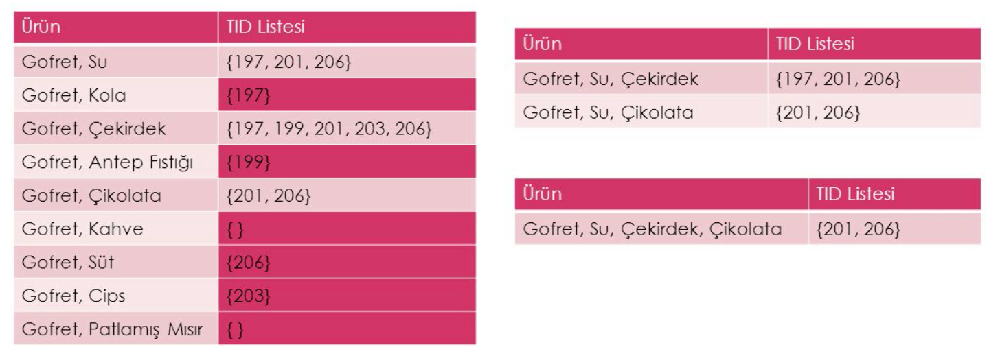 Ürün TID Listesi
Gofret, Su {197, 201, 206}
Gofret, Kola {197}
Gofret, Çekirdek {197, 199, 201, 203, 206}
Gofret, Antep Fıstığı {199}
Gofret, Çikolata {201, 206}
Gofret, Kahve { }
Gofret, Süt {206}
Gofret, Cips {203}
Gofret, Patlamış Mısır { }
Ürün TID Listesi
Gofret, Su, Çekirdek {197, 201, 206}
Gofret, Su, Çikolata {201, 206}
Ürün TID Listesi
Gofret, Su, Çekirdek, Çikolata {201, 206}